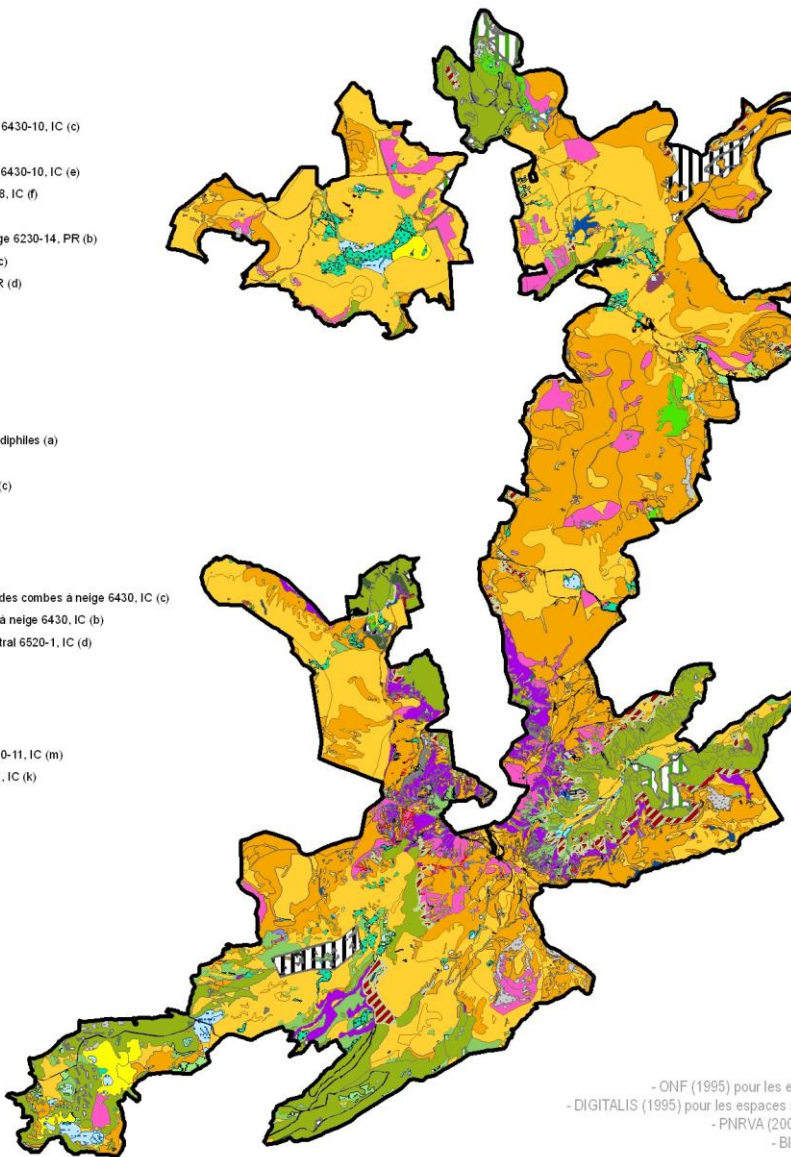 6430-10, IC (c)
6430-10, IC (e)
8, IC (f)
ge 6230-14, PR (b)
c)
R (d)
diphiles (a)
(c)
des combes à neige 6430, IC (c)
à neige 6430, IC (b)
tral 6520-1, IC (d)
0-11, IC (m)
, IC (k)
- ONF (1995) pour les e
- DIGITALIS (1995) pour les espaces
- PNRVA (200
- BI